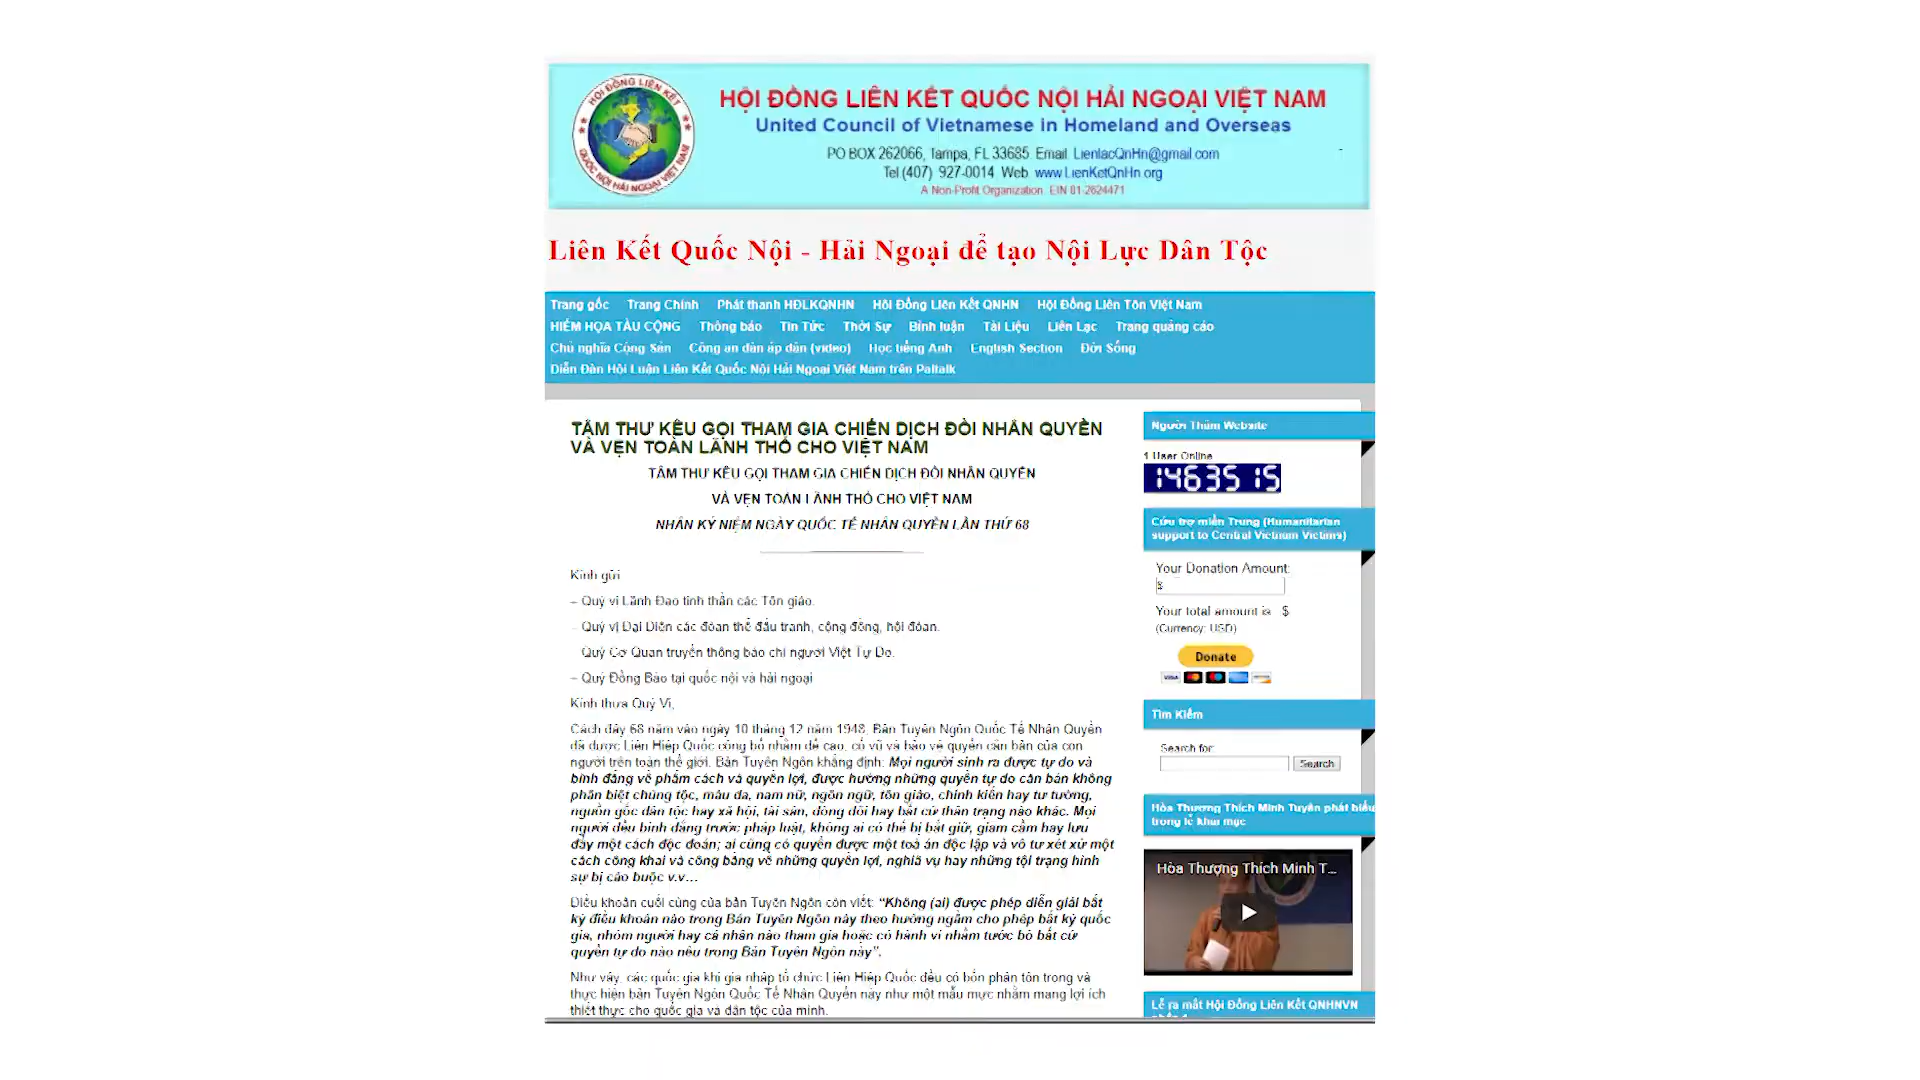 HỘI ĐỒNG LIÊN KẾT
QUỐC NỘI HẢI NGOẠI VIỆT NAM
HỘI ĐỒNG LIÊN KẾT QUỐC NỘI HẢI NGOẠI VIỆT NAM
United Council of Vietnamese in Homeland and Overseas
PO BOX 262066, Tampa, FL 33685. Email. LienlacQnHn@gmail.com
Tel (407) 927-0014 Web. www.LienKetQnHn.org
A Non-Profit Organization. EIN 81-2624471
Liên Kết Quốc Nội - Hải Ngoại để tạo Nội Lực Dân Tộc
Trang gốc Trang Chính Phát thanh HĐLKQNHN Hội Đồng Liên Kết QNHN Hội Đồng Liên Tôn Việt Nam
HIỂM HỌA TẦU CỘNG Thông báo Tin Tức Thời Sự Bình luận Tài Liệu Liên Lạc Trang quảng cáo
Chủ nghĩa Cộng Sản Công an đàn áp dân (video) Học tiếng Anh English Section Đời Sống
Diễn Đàn Hội Luận Liên Kết Quốc Nội Hải Ngoại Việt Nam trên Paltalk
TÂM THƯ KÊU GỌI THAM GIA CHIẾN DỊCH ĐÒI NHÂN QUYỀN
VÀ VẸN TOÀN LÃNH THỔ CHO VIỆT NAM
TÂM THƯ KÊU GỌI THAM GIA CHIẾN DỊCH ĐÒI NHÂN QUYỀN
VÀ VẸN TOÀN LÃNH THỔ CHO VIỆT NAM
NHÂN KỶ NIỆM NGÀY QUỐC TẾ NHÂN QUYỀN LẦN THỨ 68
Kính gửi
– Quý vị Lãnh Đạo tinh thần các Tôn giáo.
– Quý vị Đại Diện các đoàn thể đấu tranh, cộng đồng, hội đoàn.
Quý Cơ Quan truyền thông báo chí người Việt Tự Do.
– Quý Đồng Bào tại quốc nội và hải ngoại
Kính thưa Quý Vị,
Cách đây 68 năm vào ngày 10 tháng 12 năm 1948, Bản Tuyên Ngôn Quốc Tế Nhân Quyền
đã được Liên Hiệp Quốc công bố nhằm đề cao, cổ vũ và bảo vệ quyền căn bản của con
người trên toàn thế giới. Bản Tuyên Ngôn khẳng định: Mọi người sinh ra được tự do và
bình đẳng về phẩm cách và quyền lợi, được hưởng những quyền tự do căn bản không
phân biệt chủng tộc, màu da, nam nữ, ngôn ngữ, tôn giáo, chính kiến hay tư tưởng,
nguồn gốc dân tộc hay xã hội, tài sản, dòng dõi hay bất cứ thân trạng nào khác. Mọi
người đều bình đẳng trước pháp luật, không ai có thể bị bắt giữ, giam cầm hay lưu
đầy một cách độc đoán; ai cũng có quyền được một toà án độc lập và vô tư xét xử một
cách công khai và công bằng về những quyền lợi, nghĩa vụ hay những tội trạng hình
sự bị cáo buộc v.v…
Điều khoản cuối cùng của bản Tuyên Ngôn còn viết: “Không (ai) được phép diễn giải bất
kỳ điều khoản nào trong Bản Tuyên Ngôn này theo hướng ngầm cho phép bất kỳ quốc
gia, nhóm người hay cá nhân nào tham gia hoặc có hành vi nhằm tước bỏ bất cứ
quyền tự do nào nêu trong Bản Tuyên Ngôn này”.
Như vậy, các quốc gia khi gia nhập tổ chức Liên Hiệp Quốc đều có bổn phận tôn trọng và
thực hiện bản Tuyên Ngôn Quốc Tế Nhân Quyền này như một mẫu mực nhằm mang lợi ích
thiết thực cho quốc gia và dân tộc của mình.
Người Thăm Website
1 User Online
1463515
Cứu trợ miền Trung (Humanitarian
support to Central Vietnam Victims)
Your Donation Amount:
$
Your total amount is : $
(Currency: USD)
Donate
Tìm Kiếm
Search for:
Search
Hòa Thượng Thích Minh Tuyên phát biểu
trong lễ khai mạc
Hòa Thượng Thích Minh T...
Lễ ra mắt Hội Đồng Liên Kết QNHNVN